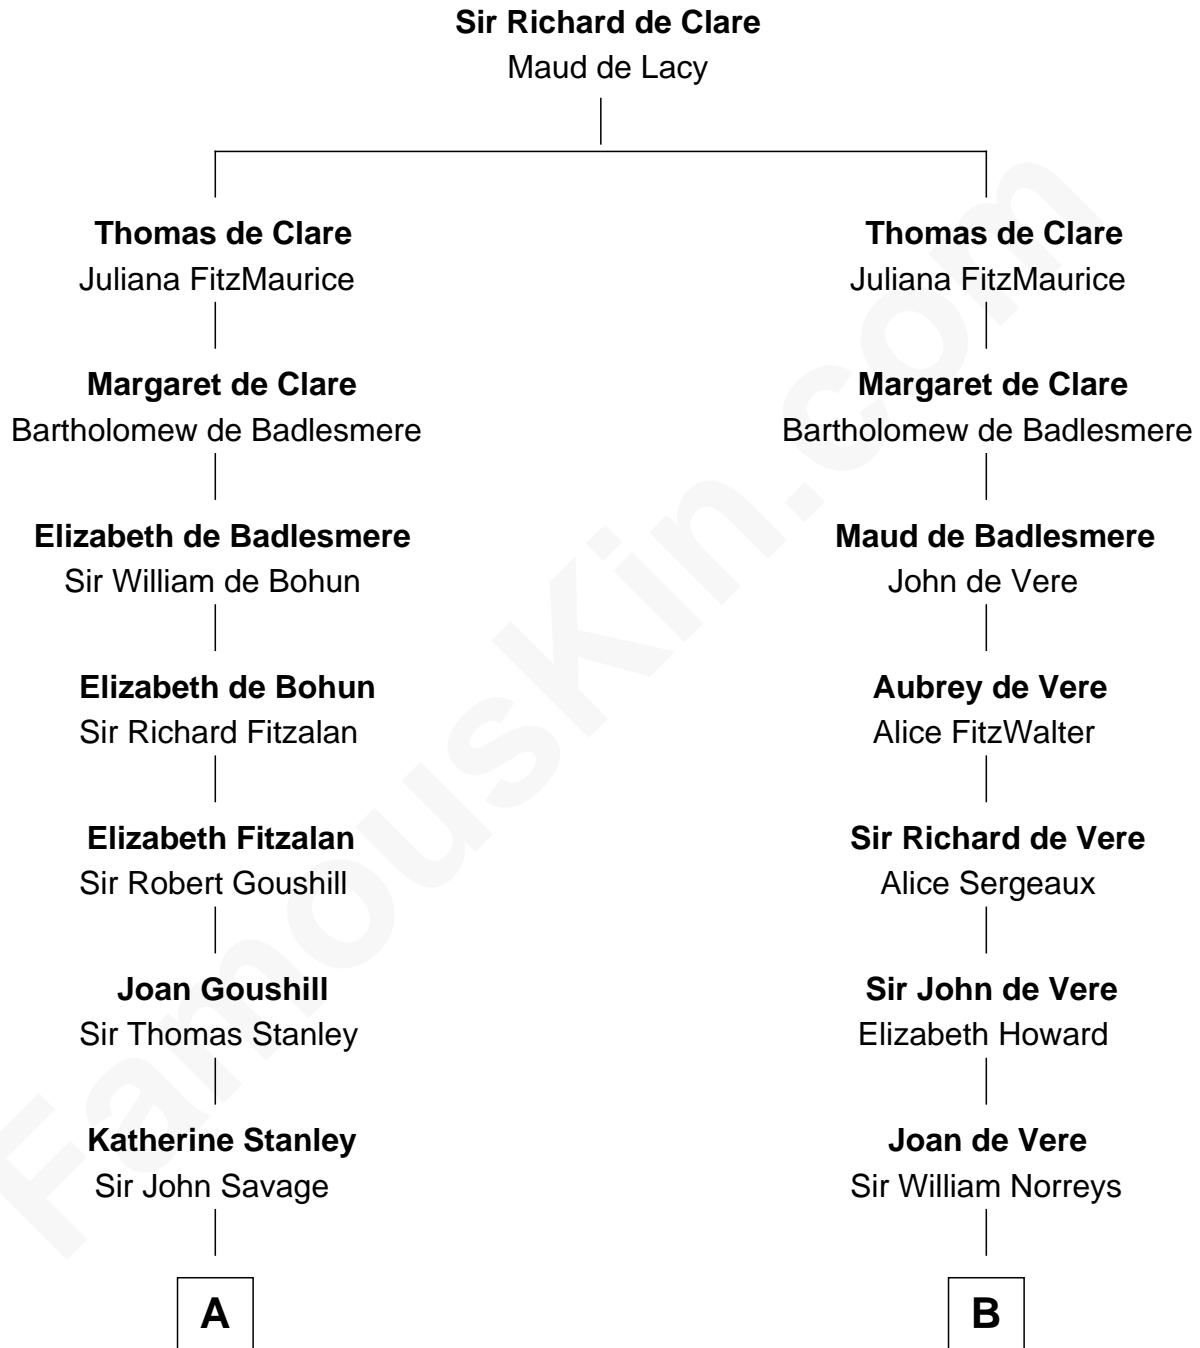 Sir Richard de Clare
Maud de Lacy
Thomas de Clare
Juliana FitzMaurice
Margaret de Clare
Bartholomew de Badlesmere
Elizabeth de Badlesmere
Sir William de Bohun
Elizabeth de Bohun
Sir Richard Fitzalan
Elizabeth Fitzalan
Sir Robert Goushill
Joan Goushill
Sir Thomas Stanley
Katherine Stanley
Sir John Savage
A
Thomas de Clare
Juliana FitzMaurice
Margaret de Clare
Bartholomew de Badlesmere
Maud de Badlesmere
John de Vere
Aubrey de Vere
Alice FitzWalter
Sir Richard de Vere
Alice Sergeaux
Sir John de Vere
Elizabeth Howard
Joan de Vere
Sir William Norreys
B
FamousKin.com